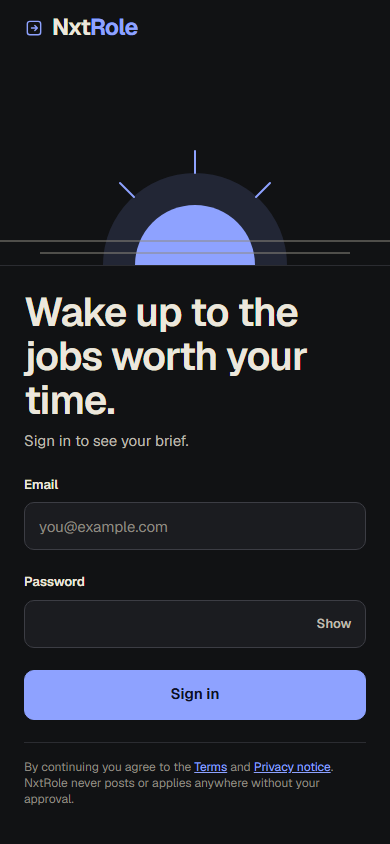 NxtRole
Wake up to the
jobs worth your
time.
Sign in to see your brief.
Email
you@example.com
Password
Show
Sign in
By continuing you agree to the Terms and Privacy notice.
NxtRole never posts or applies anywhere without your
approval.